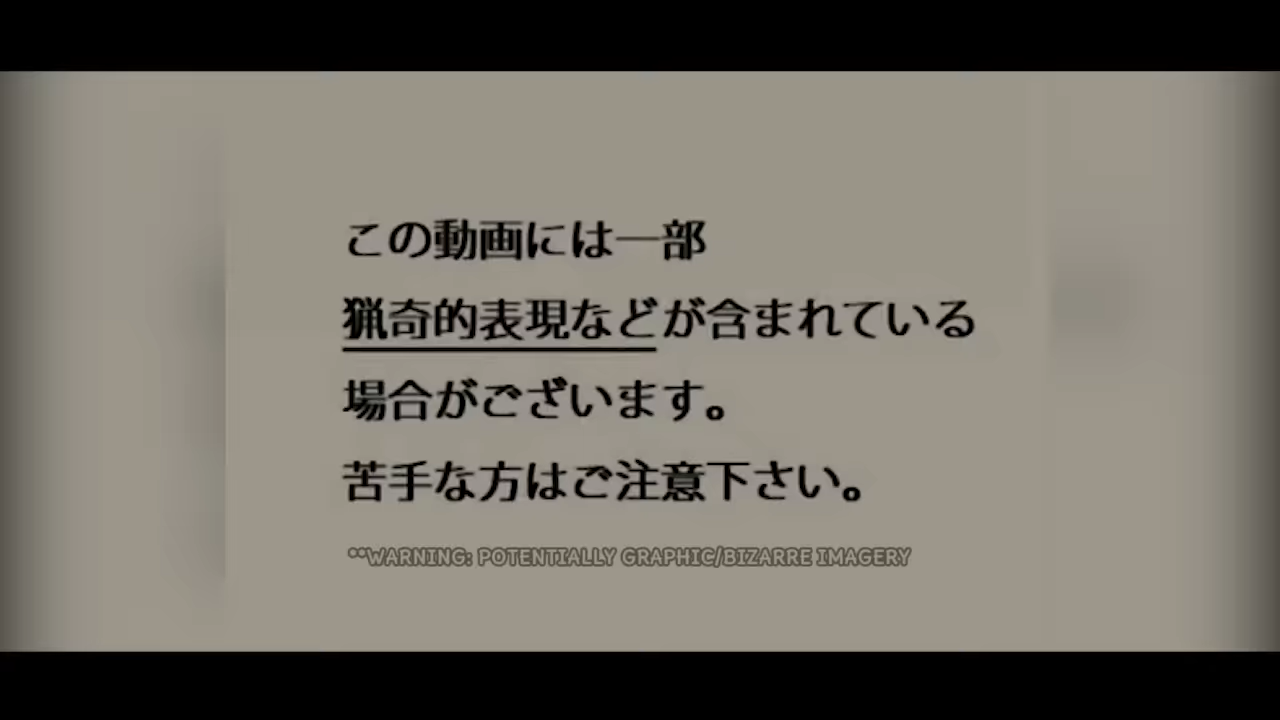 この動画には一部
猟奇的表現などが含まれている
場合がございます。
苦手な方はご注意下さい。
**WARNING: POTENTIALLY GRAPHIC/BIZARRE IMAGERY